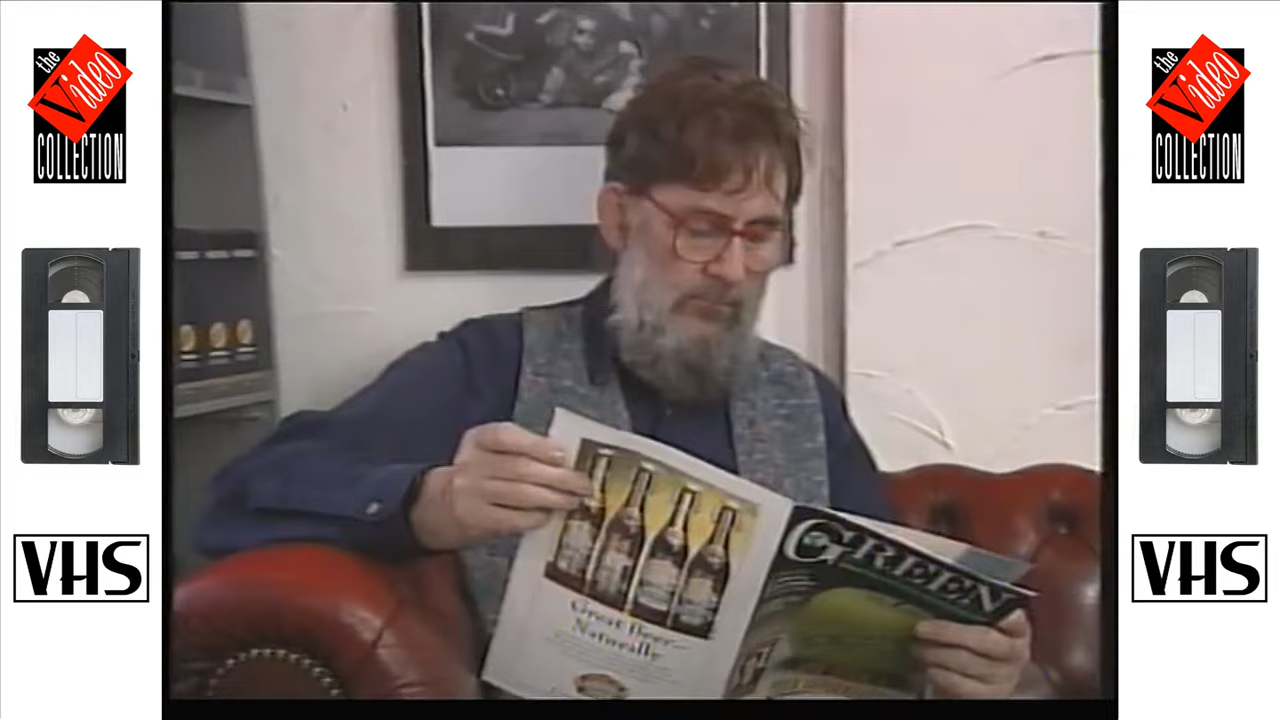 the
Video
COLLECTION
VHS
Great Beer...
Naturally
GREEN
the
Video
COLLECTION
VHS